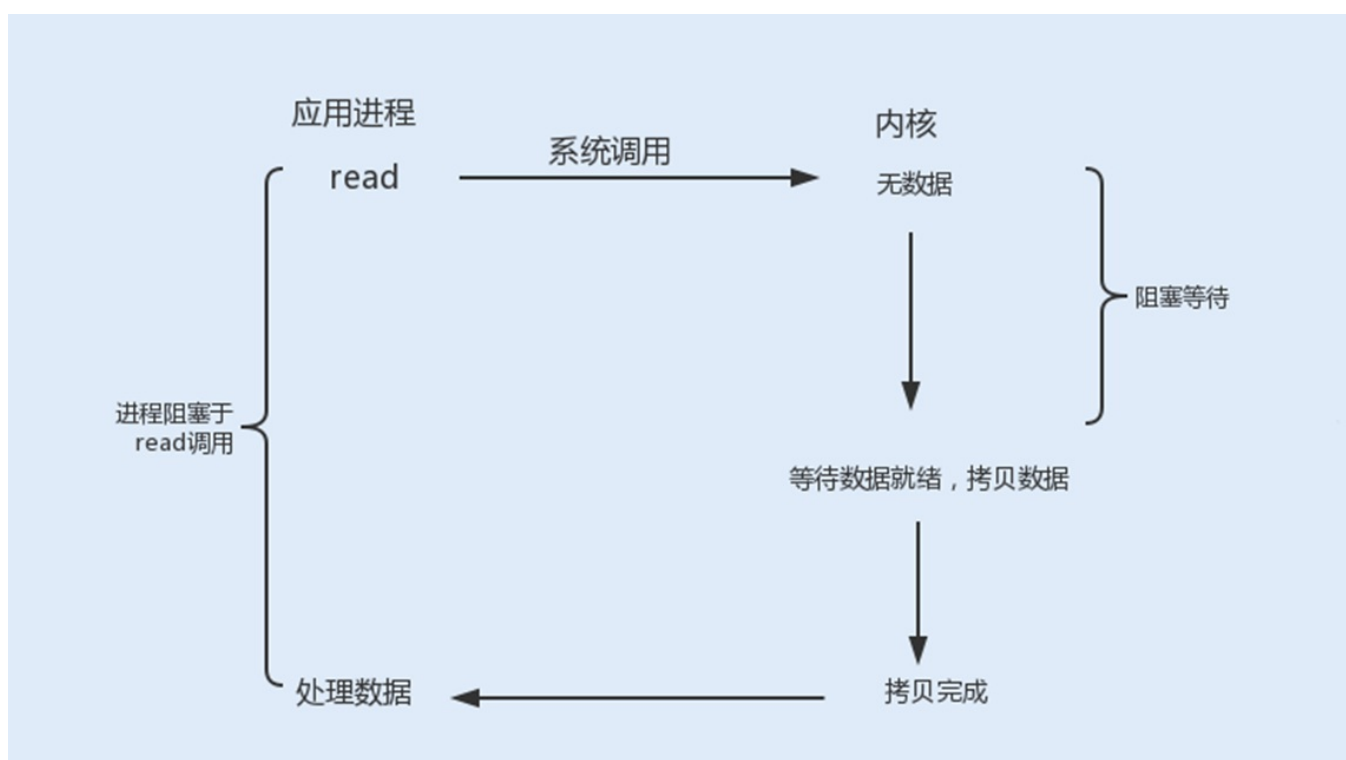 应用进程
内核
系统调用
read
无数据
阻塞等待
进程阻塞于
read调用
等待数据就绪，拷贝数据
处理数据
拷贝完成